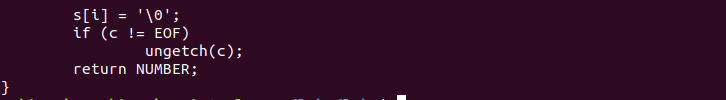 s[i] = '\0';
if (c != EOF)
ungetch(c);
return NUMBER;
}